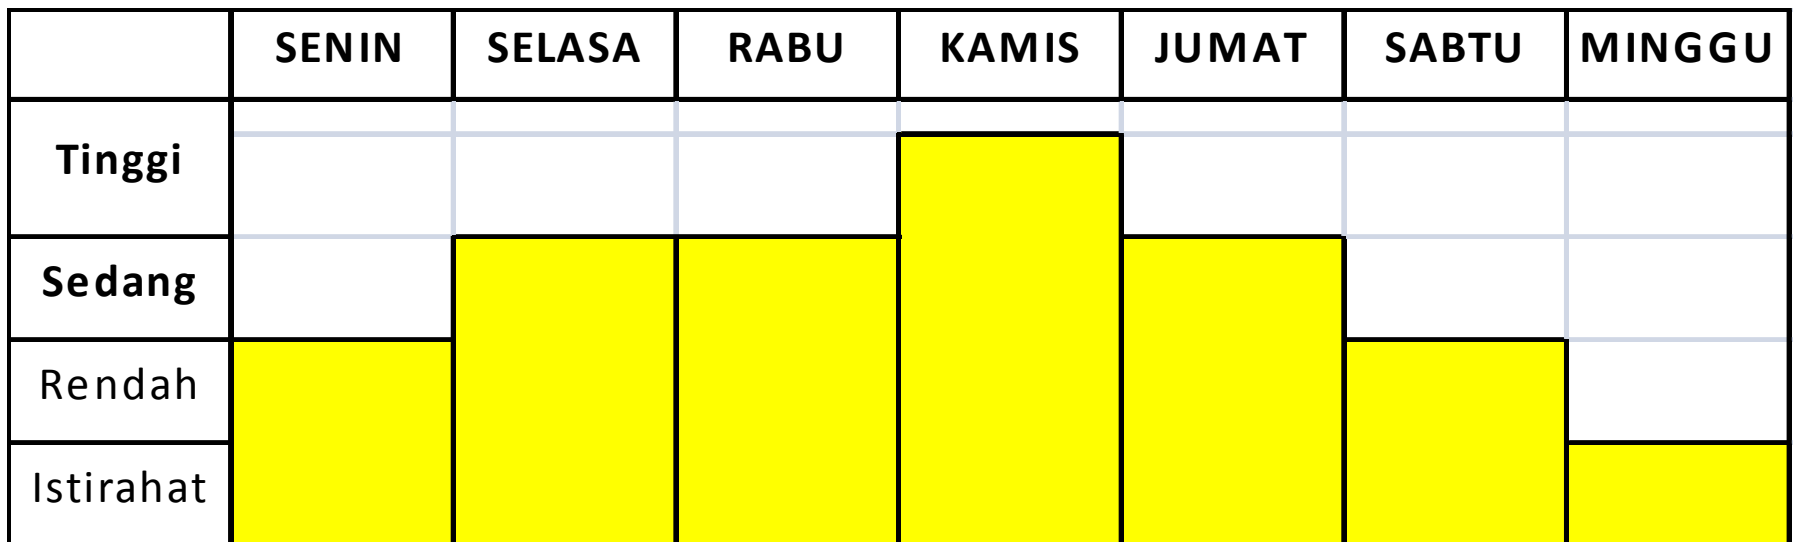 SENIN SELASA RABU KAMIS JUMAT SABTU MINGGU
Tinggi
Sedang
Rendah
Istirahat